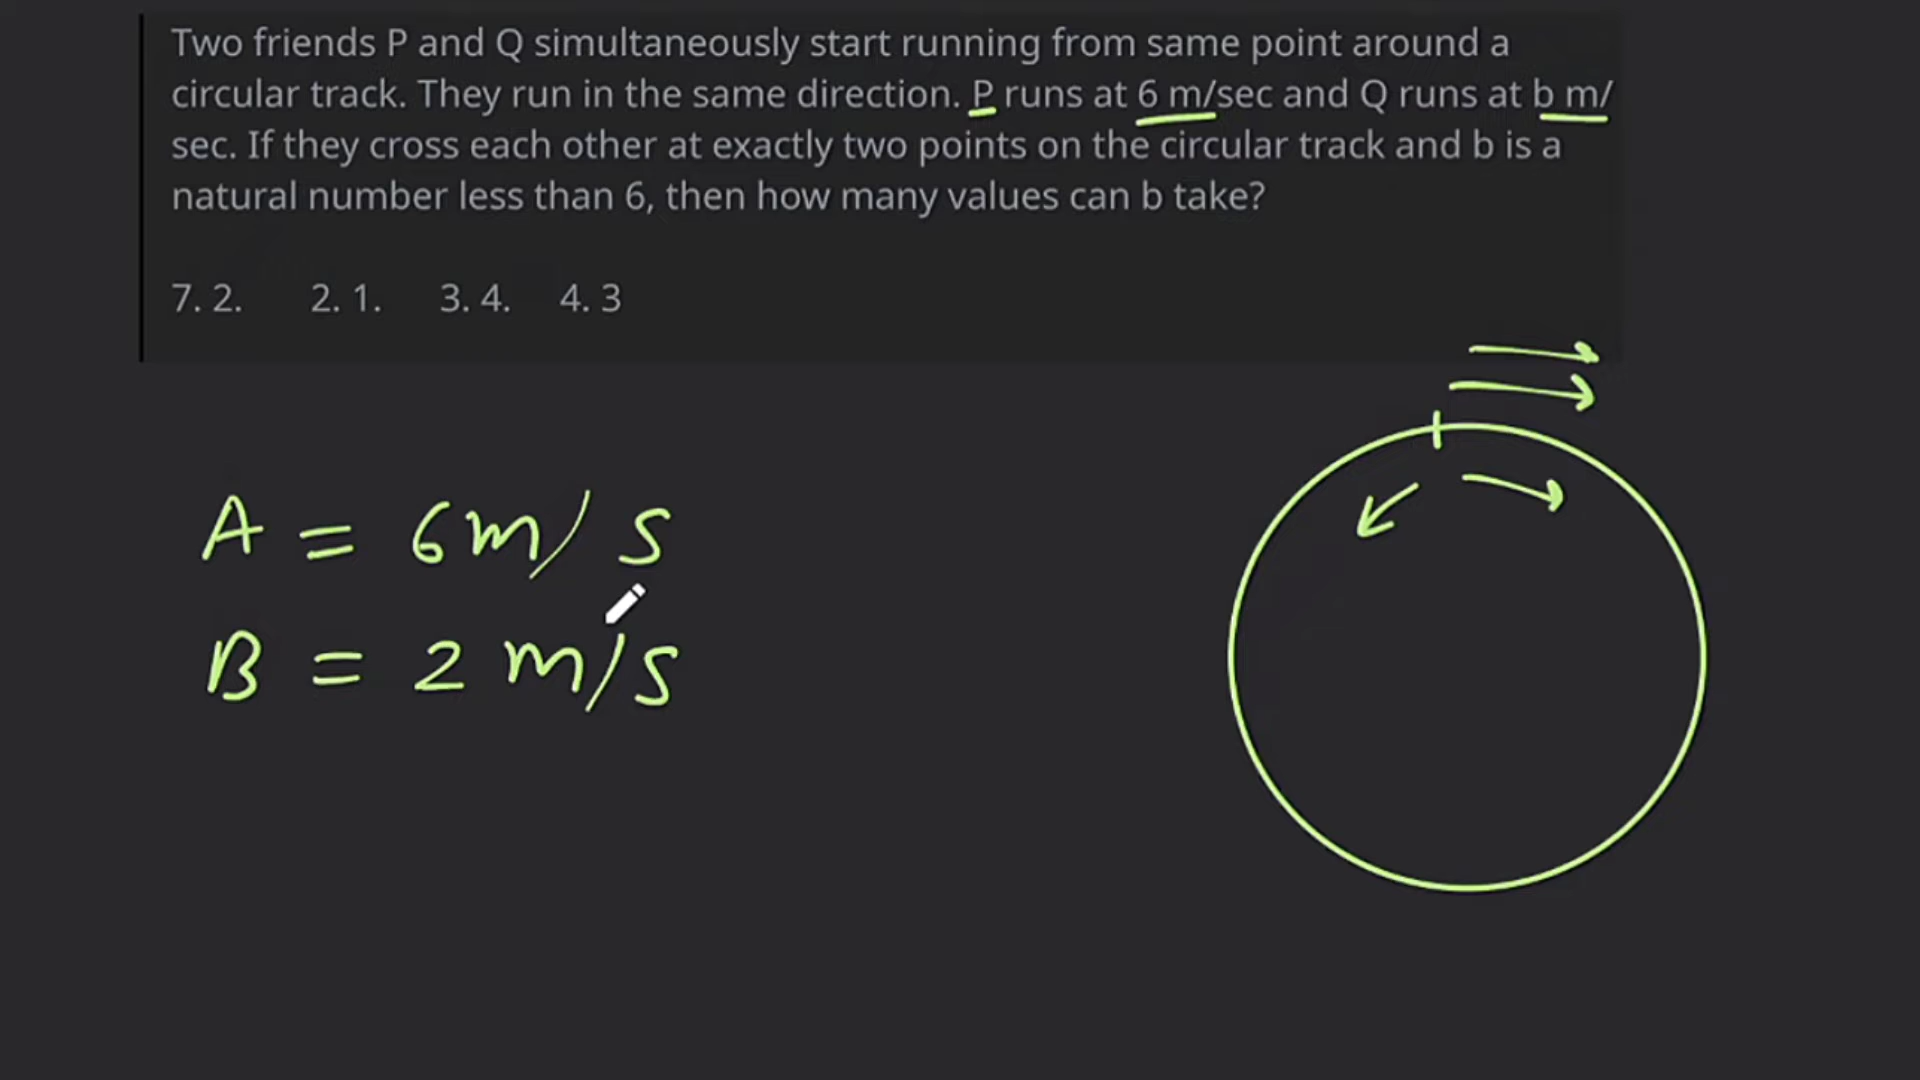 Two friends P and Q simultaneously start running from same point around a
circular track. They run in the same direction. P runs at 6 m/sec and Q runs at b m/
sec. If they cross each other at exactly two points on the circular track and b is a
natural number less than 6, then how many values can b take?
7. 2. 2. 1. 3. 4. 4. 3
A = 6m/s
B = 2 m/s